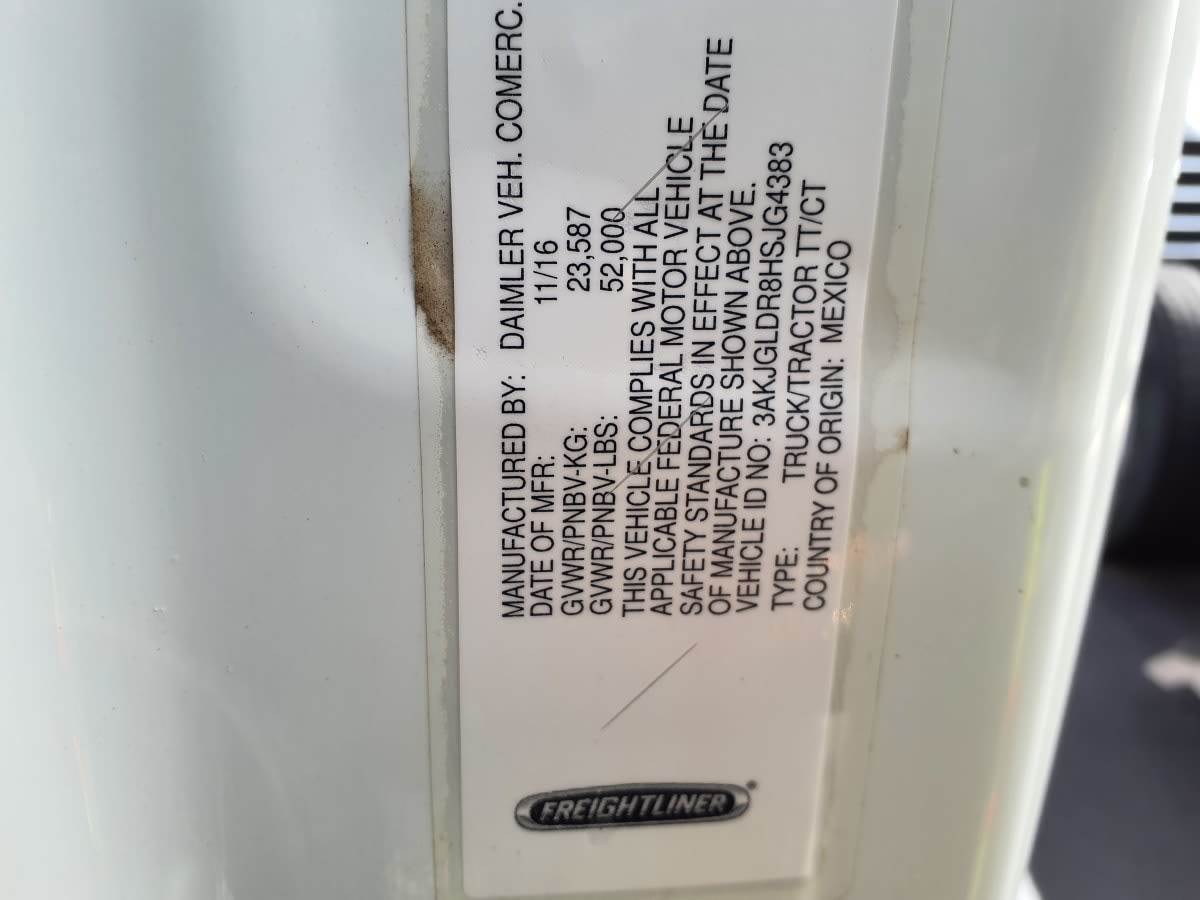 MANUFACTURED BY: DAIMLER VEH. COMERC.
DATE OF MFR: 11/16
GVWR/PNBV-KG: 23,587
GVWR/PNBV-LBS: 52,000
THIS VEHICLE COMPLIES WITH ALL
APPLICABLE FEDERAL MOTOR VEHICLE
SAFETY STANDARDS IN EFFECT AT THE DATE
OF MANUFACTURE SHOWN ABOVE.
VEHICLE ID NO: 3AKJGLDR8HSJG4383
TYPE: TRUCK/TRACTOR TT/CT
COUNTRY OF ORIGIN: MEXICO
FREIGHTLINER